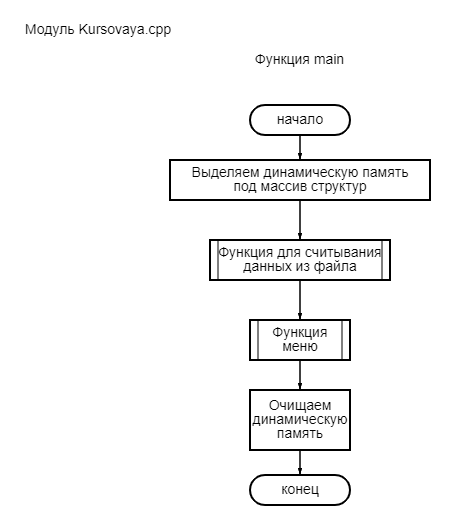 Модуль Kursovaya.cpp
Функция main
начало
Выделяем динамическую память
под массив структур
Функция для считывания
данных из файла
Функция
меню
Очищаем
динамическую
память
конец